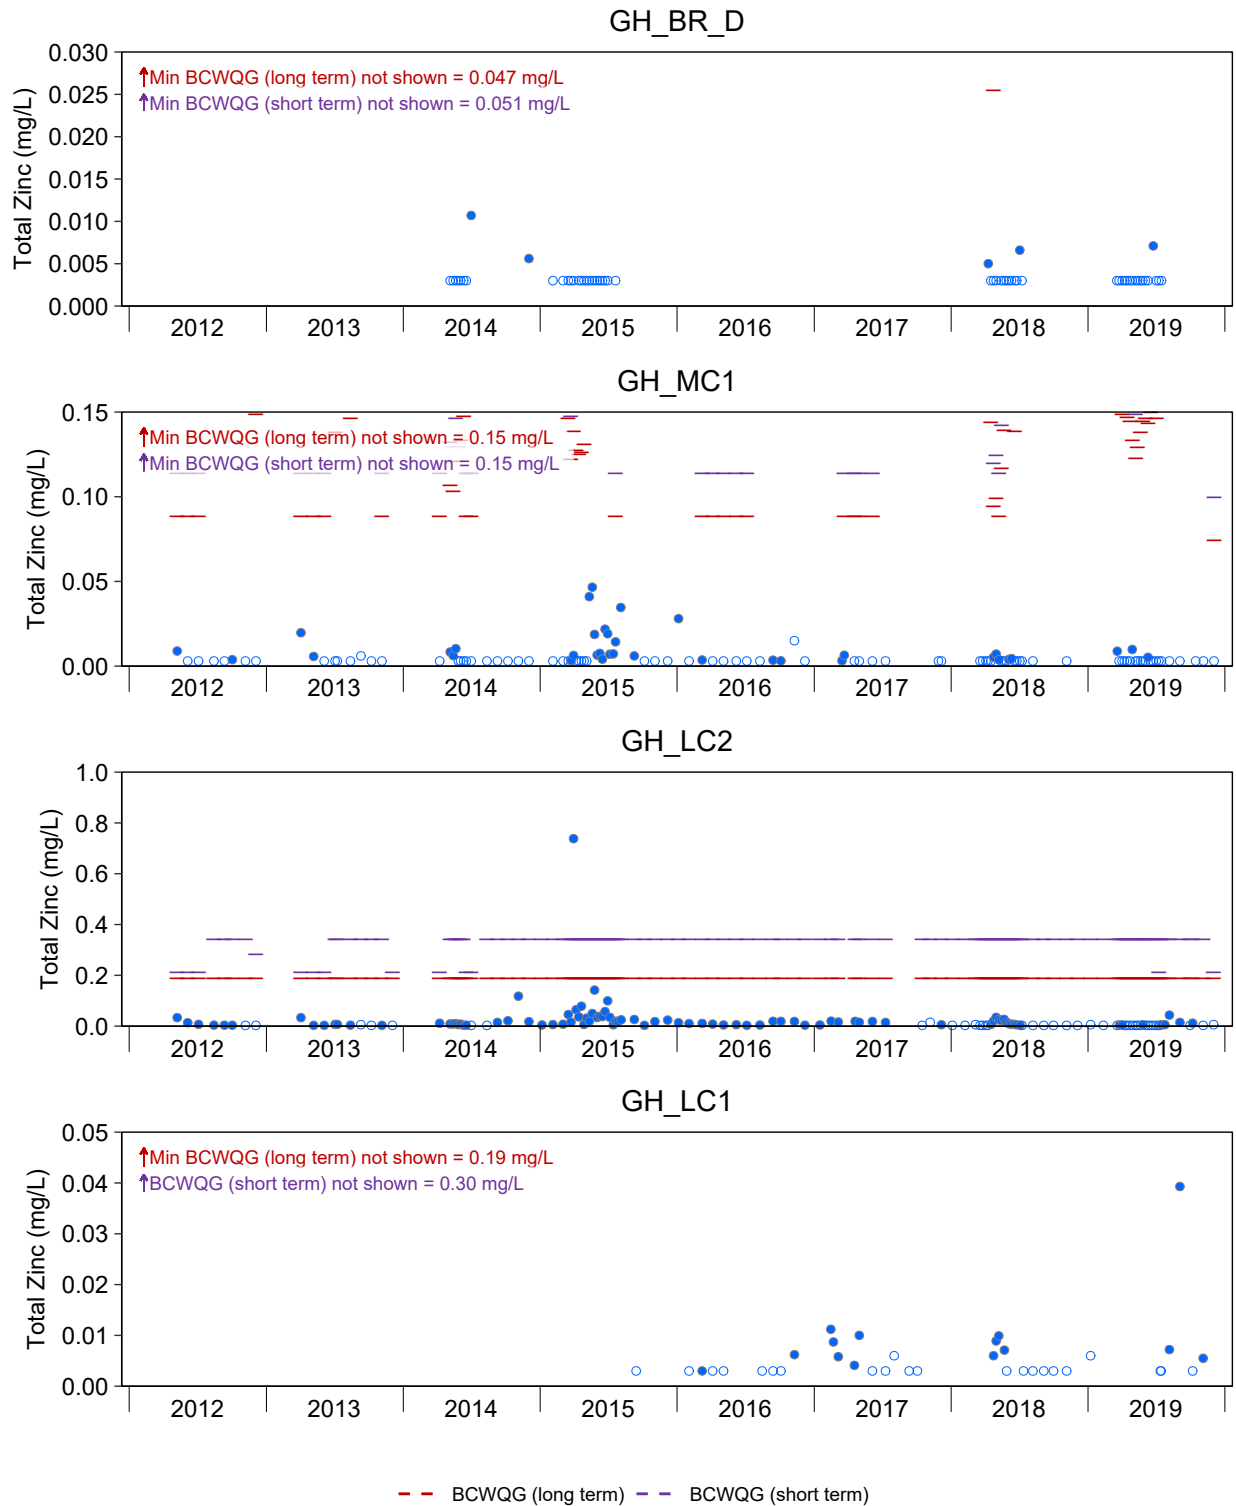 GH_BR_D
Total Zinc (mg/L)
0.030
0.025
0.020
0.015
0.010
0.005
0.000
↑Min BCWQG (long term) not shown = 0.047 mg/L
↑Min BCWQG (short term) not shown = 0.051 mg/L
2012 2013 2014 2015 2016 2017 2018 2019
GH_MC1
Total Zinc (mg/L)
0.15
0.10
0.05
0.00
↑Min BCWQG (long term) not shown = 0.15 mg/L
↑Min BCWQG (short term) not shown = 0.15 mg/L
2012 2013 2014 2015 2016 2017 2018 2019
GH_LC2
Total Zinc (mg/L)
1.0
0.8
0.6
0.4
0.2
0.0
2012 2013 2014 2015 2016 2017 2018 2019
GH_LC1
Total Zinc (mg/L)
0.05
0.04
0.03
0.02
0.01
0.00
↑Min BCWQG (long term) not shown = 0.19 mg/L
↑BCWQG (short term) not shown = 0.30 mg/L
2012 2013 2014 2015 2016 2017 2018 2019
BCWQG (long term) BCWQG (short term)